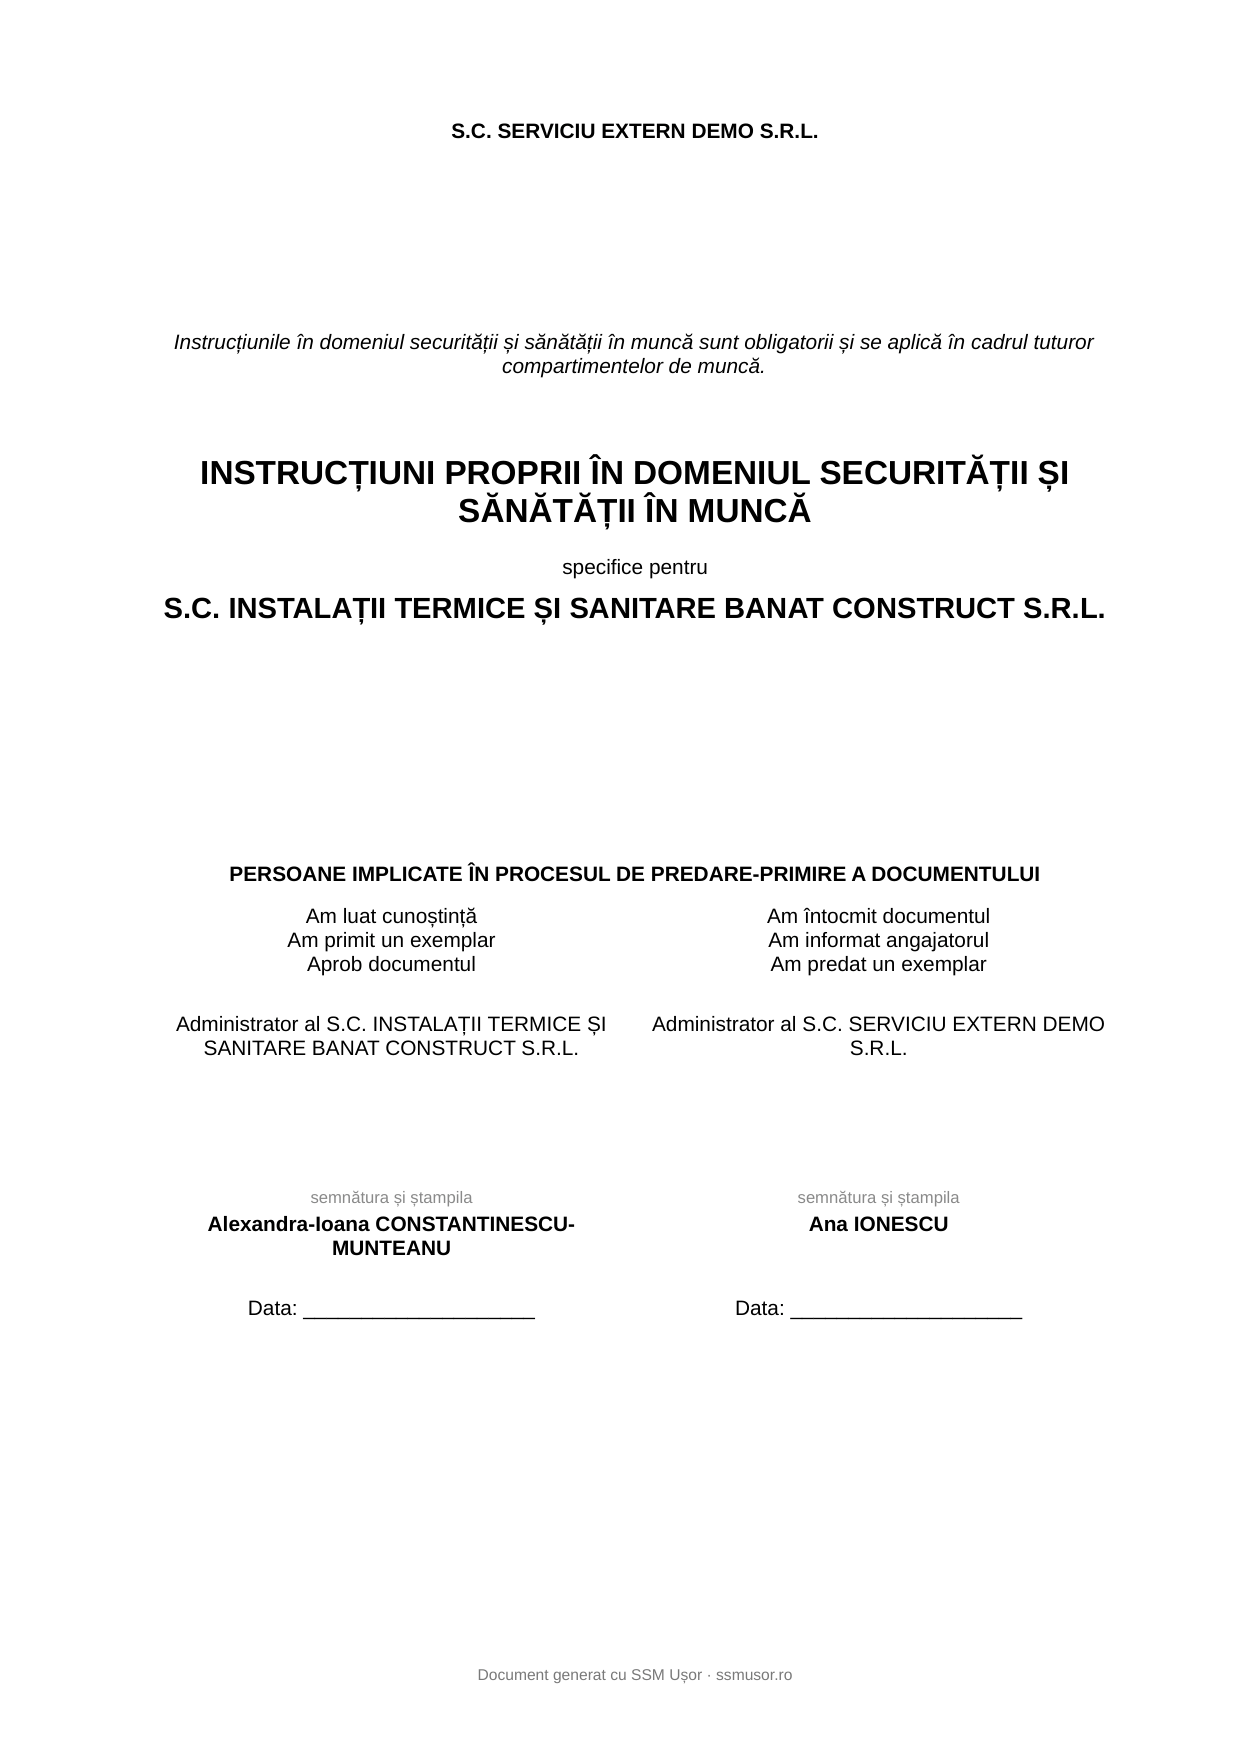 S.C. SERVICIU EXTERN DEMO S.R.L.
Instrucțiunile în domeniul securității și sănătății în muncă sunt obligatorii și se aplică în cadrul tuturor
compartimentelor de muncă.
INSTRUCȚIUNI PROPRII ÎN DOMENIUL SECURITĂȚII ȘI
SĂNĂTĂȚII ÎN MUNCĂ
specifice pentru
S.C. INSTALAȚII TERMICE ȘI SANITARE BANAT CONSTRUCT S.R.L.
PERSOANE IMPLICATE ÎN PROCESUL DE PREDARE-PRIMIRE A DOCUMENTULUI
Am luat cunoștință
Am primit un exemplar
Aprob documentul
Administrator al S.C. INSTALAȚII TERMICE ȘI
SANITARE BANAT CONSTRUCT S.R.L.
semnătura și ștampila
Alexandra-Ioana CONSTANTINESCU-
MUNTEANU
Data: _____________________
Am întocmit documentul
Am informat angajatorul
Am predat un exemplar
Administrator al S.C. SERVICIU EXTERN DEMO
S.R.L.
semnătura și ștampila
Ana IONESCU
Data: _____________________
Document generat cu SSM Ușor · ssmusor.ro